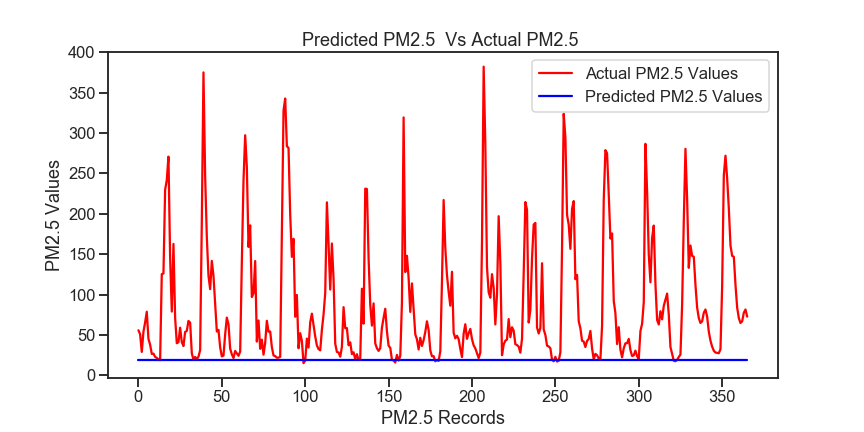 Predicted PM2.5  Vs Actual PM2.5
400
350
300
250
200
150
100
50
0
PM2.5 Values
Actual PM2.5 Values
Predicted PM2.5 Values
0 50 100 150 200 250 300 350
PM2.5 Records